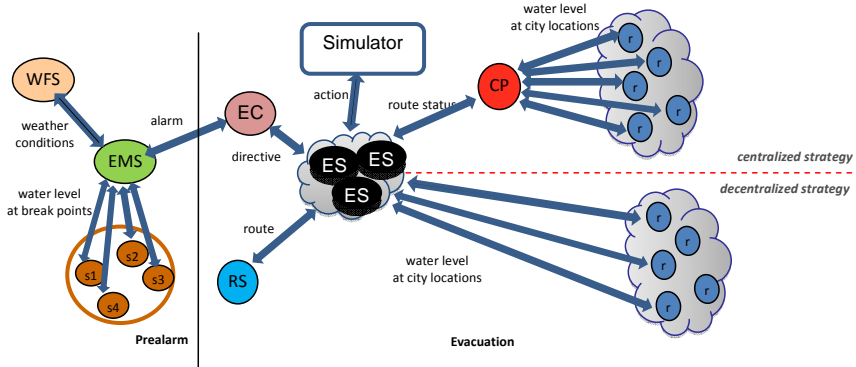 water level
at city locations
Simulator
r
r
r
r
r
WFS
CP
action
route status
alarm
EC
weather
conditions
directive
EMS
ES
ES
ES
centralized strategy
decentralized strategy
water level
at break points
r
r
r
r
r
route
water level
at city locations
s1
s2
s3
s4
RS
Prealarm
Evacuation